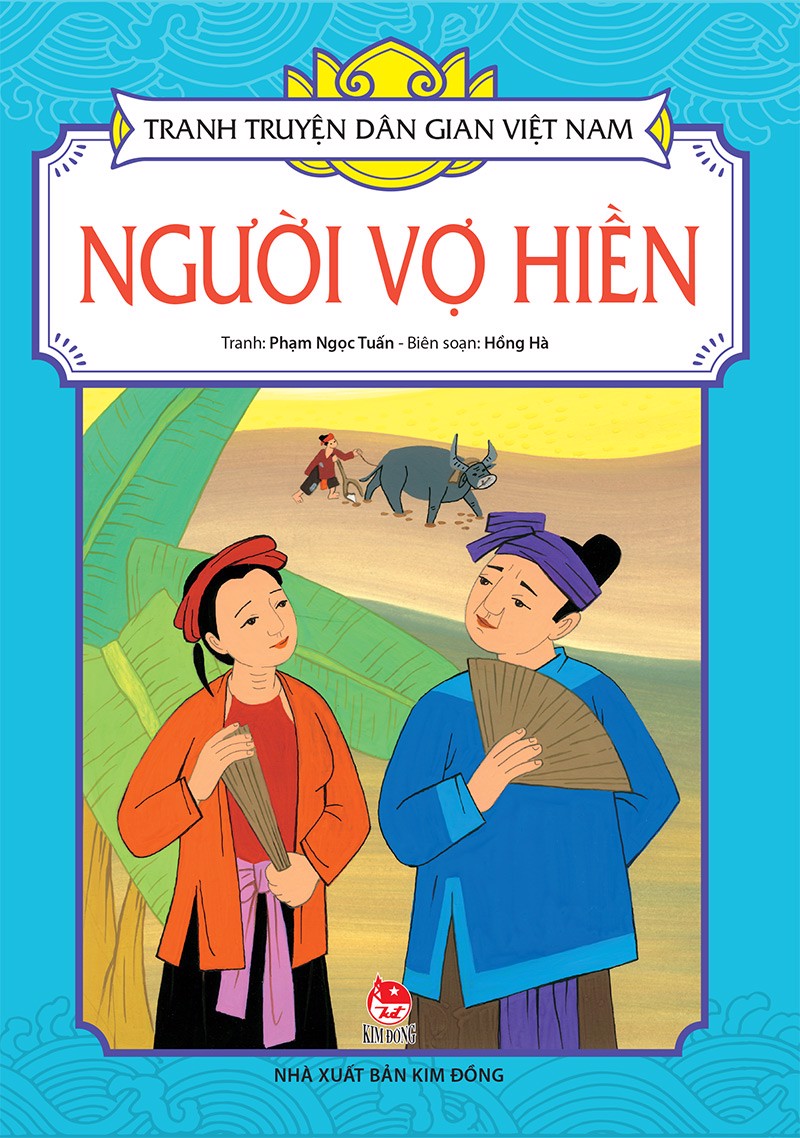 TRANH TRUYỆN DÂN GIAN VIỆT NAM
NGƯỜI VỢ HIỀN
Tranh: Phạm Ngọc Tuấn - Biên soạn: Hồng Hà
KIM ĐỒNG
NHÀ XUẤT BẢN KIM ĐỒNG